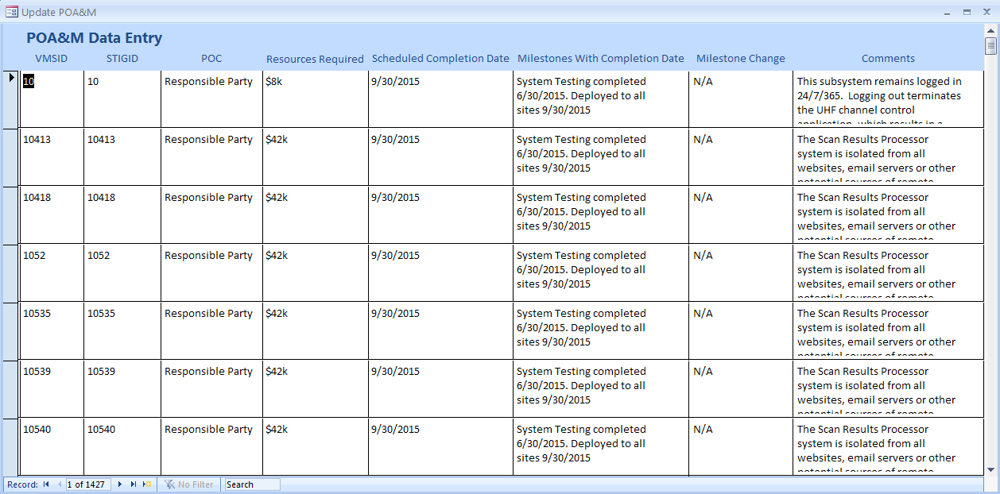 Update POA&M
POA&M Data Entry
VMSID STIGID POC Resources Required Scheduled Completion Date Milestones With Completion Date Milestone Change Comments
10 10 Responsible Party $8k 9/30/2015 System Testing completed N/A This subsystem remains logged in
6/30/2015. Deployed to all 24/7/365. Logging out terminates
sites 9/30/2015 the UHF channel control
application, which results in a
10413 10413 Responsible Party $42k 9/30/2015 System Testing completed N/A The Scan Results Processor
6/30/2015. Deployed to all system is isolated from all
sites 9/30/2015 websites, email servers or other
potential sources of remote
10418 10418 Responsible Party $42k 9/30/2015 System Testing completed N/A The Scan Results Processor
6/30/2015. Deployed to all system is isolated from all
sites 9/30/2015 websites, email servers or other
potential sources of remote
1052 1052 Responsible Party $42k 9/30/2015 System Testing completed N/A The Scan Results Processor
6/30/2015. Deployed to all system is isolated from all
sites 9/30/2015 websites, email servers or other
potential sources of remote
10535 10535 Responsible Party $42k 9/30/2015 System Testing completed N/A The Scan Results Processor
6/30/2015. Deployed to all system is isolated from all
sites 9/30/2015 websites, email servers or other
potential sources of remote
10539 10539 Responsible Party $42k 9/30/2015 System Testing completed N/A The Scan Results Processor
6/30/2015. Deployed to all system is isolated from all
sites 9/30/2015 websites, email servers or other
potential sources of remote
10540 10540 Responsible Party $42k 9/30/2015 System Testing completed N/A The Scan Results Processor
6/30/2015. Deployed to all system is isolated from all
sites 9/30/2015 websites, email servers or other
potential sources of remote
Record: 1 of 1427 No Filter Search